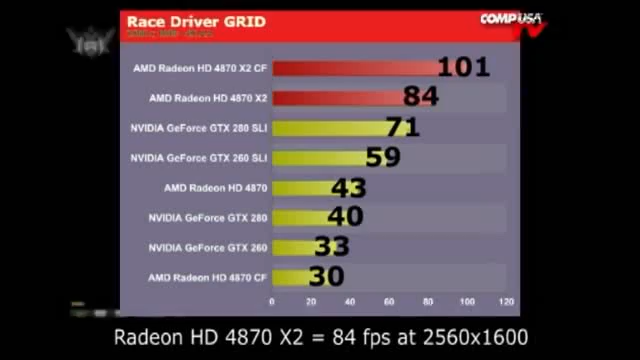 Race Driver GRID
COMPUSA
TV
AMD Radeon HD 4870 X2 CF 101
AMD Radeon HD 4870 X2 84
NVIDIA GeForce GTX 280 SLI 71
NVIDIA GeForce GTX 260 SLI 59
AMD Radeon HD 4870 43
NVIDIA GeForce GTX 280 40
NVIDIA GeForce GTX 260 33
AMD Radeon HD 4870 CF 30
0 20 40 60 80 100 120
Radeon HD 4870 X2 = 84 fps at 2560x1600